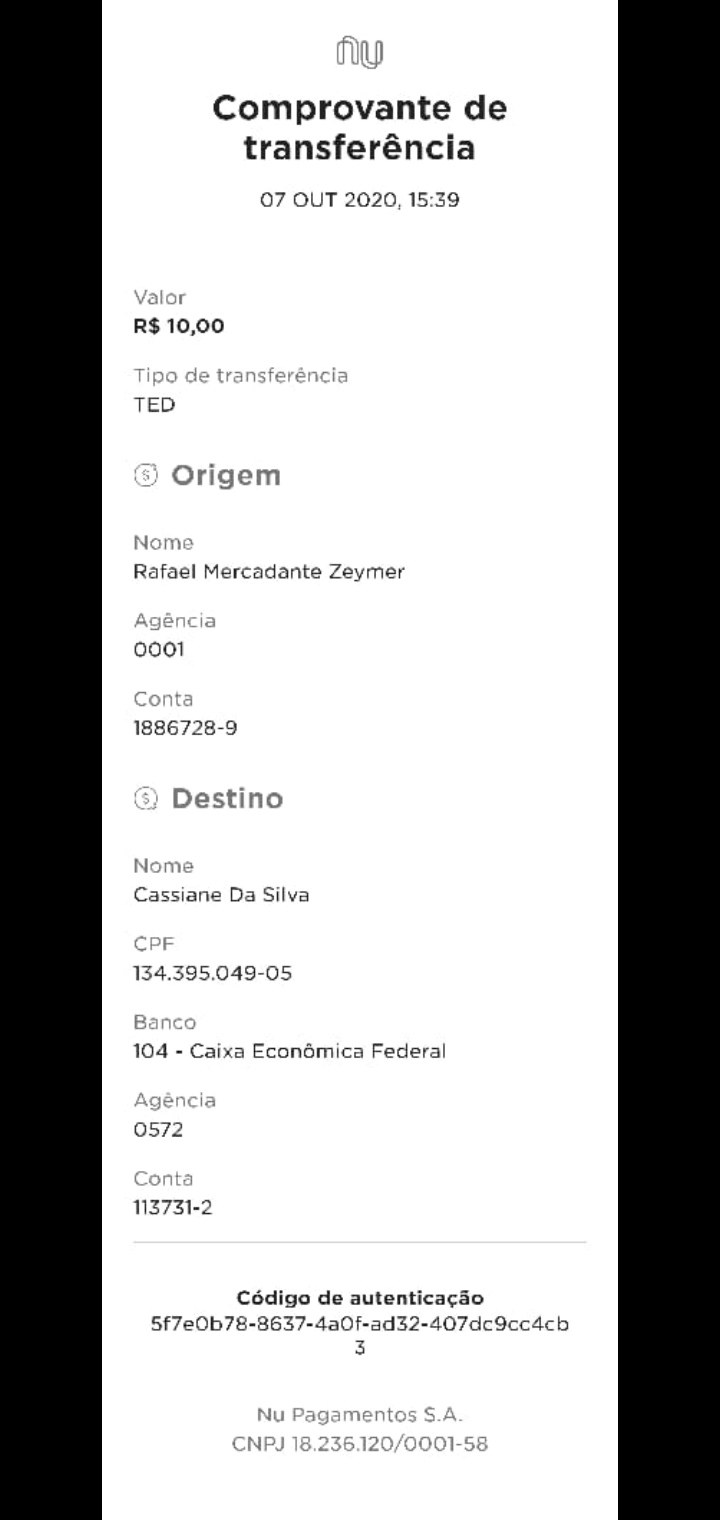 nu
Comprovante de
transferência
07 OUT 2020, 15:39
Valor
R$ 10,00
Tipo de transferência
TED
Origem
Nome
Rafael Mercadante Zeymer
Agência
0001
Conta
1886728-9
Destino
Nome
Cassiane Da Silva
CPF
134.395.049-05
Banco
104 - Caixa Econômica Federal
Agência
0572
Conta
113731-2
Código de autenticação
5f7e0b78-8637-4a0f-ad32-407dc9cc4cb
3
Nu Pagamentos S.A.
CNPJ 18.236.120/0001-58